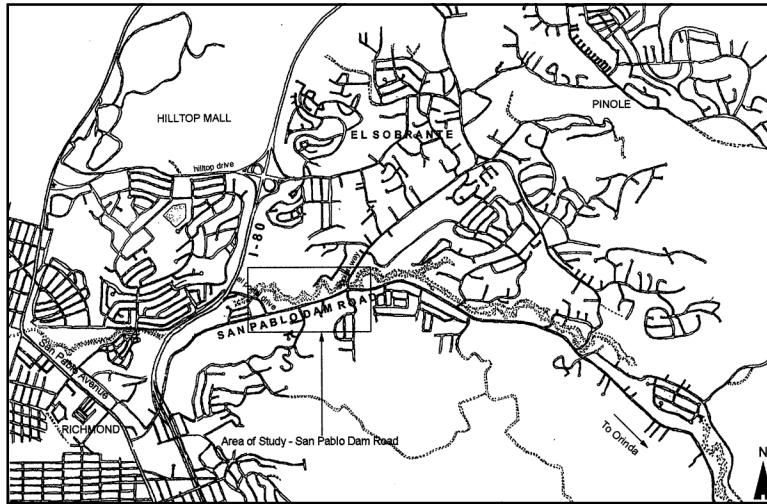 HILLTOP MALL
PINOLE
EL SOBRANTE
hilltop drive
I-80
SAN PABLO DAM ROAD
San Pablo Avenue
RICHMOND
Area of Study - San Pablo Dam Road
To Orinda
N